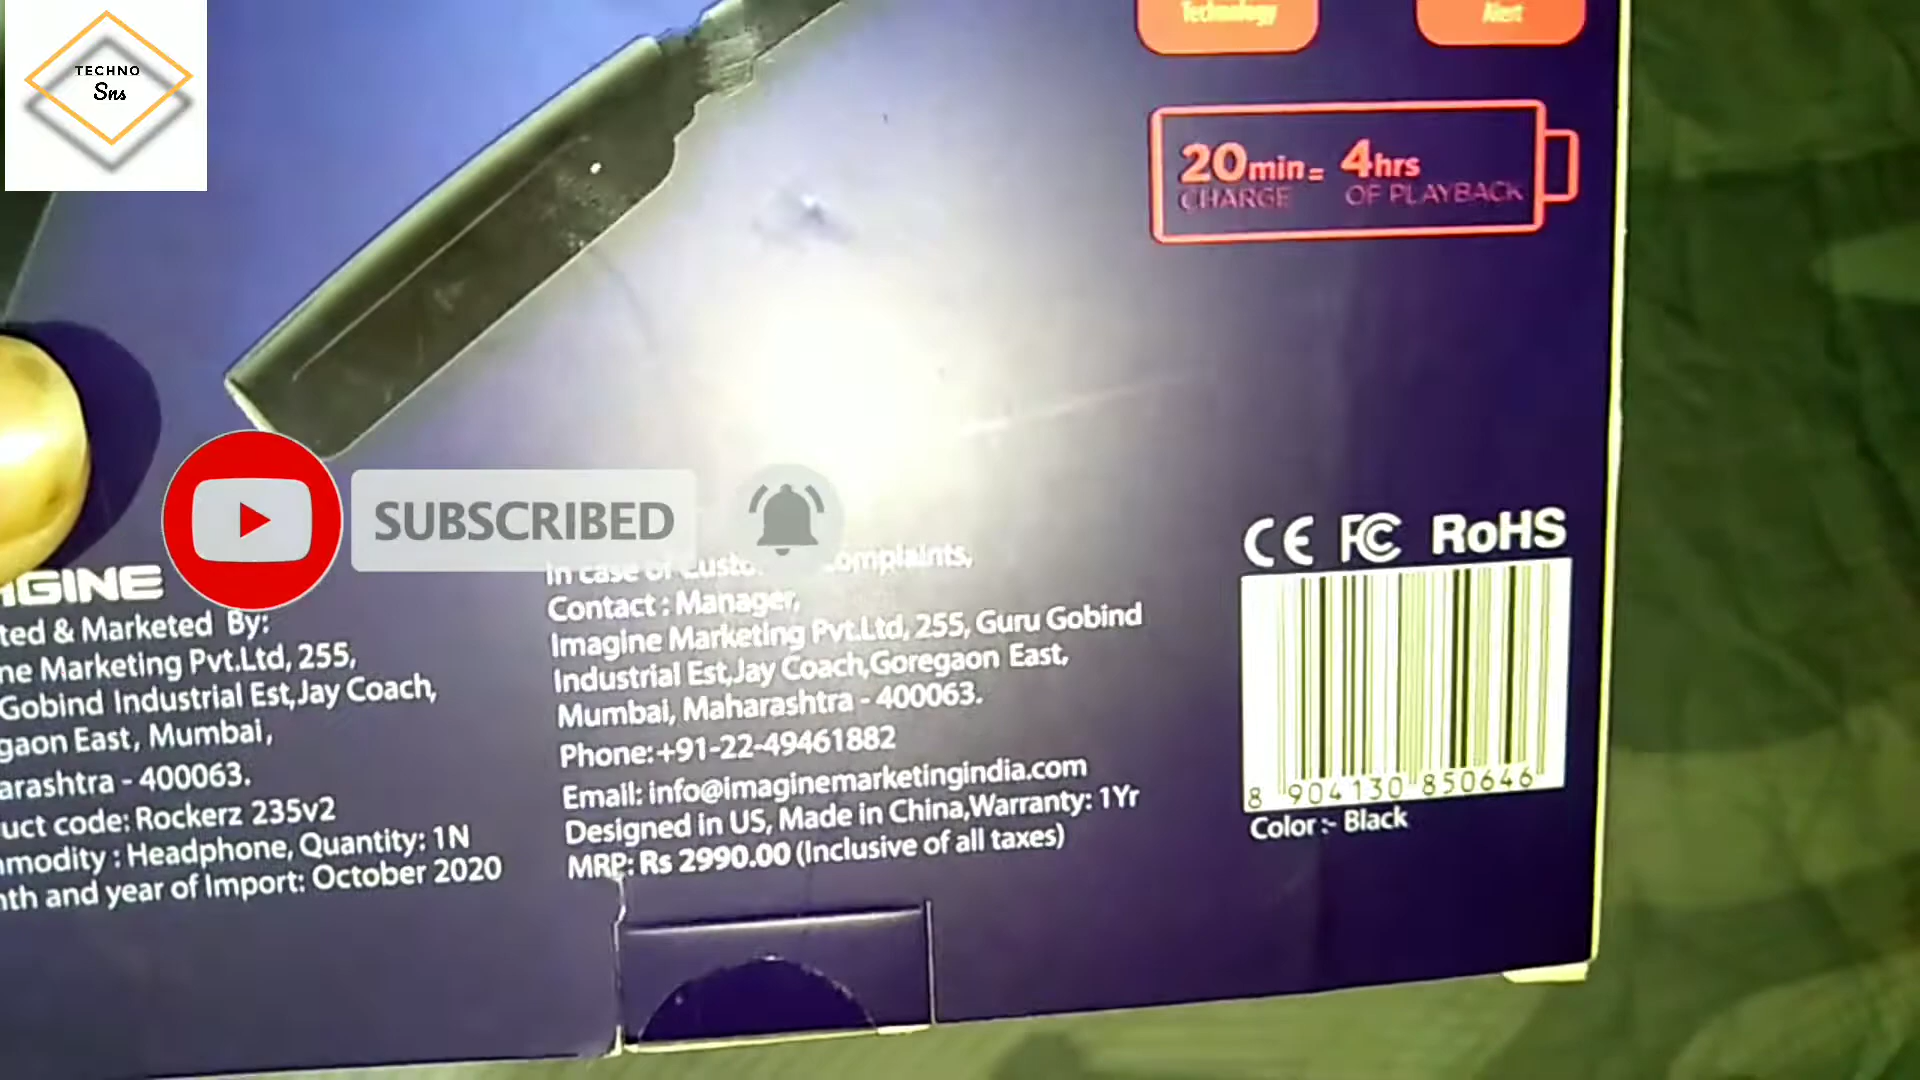 TECHNO
Sns
Technology
Alert
20min = 4hrs
CHARGE OF PLAYBACK
SUBSCRIBED
CE FC RoHS
8 904130 850646
Color :- Black
In case of Complaints,
Contact : Manager,
Imagine Marketing Pvt.Ltd, 255, Guru Gobind
Industrial Est,Jay Coach,Goregaon East,
Mumbai, Maharashtra - 400063.
Phone:+91-22-49461882
Email: info@imaginemarketingindia.com
Designed in US, Made in China,Warranty: 1Yr
MRP: Rs 2990.00 (Inclusive of all taxes)
GINE
ted & Marketed By:
ne Marketing Pvt.Ltd, 255,
Gobind Industrial Est,Jay Coach,
gaon East, Mumbai,
arashtra - 400063.
uct code: Rockerz 235v2
mmodity : Headphone, Quantity: 1N
nth and year of Import: October 2020